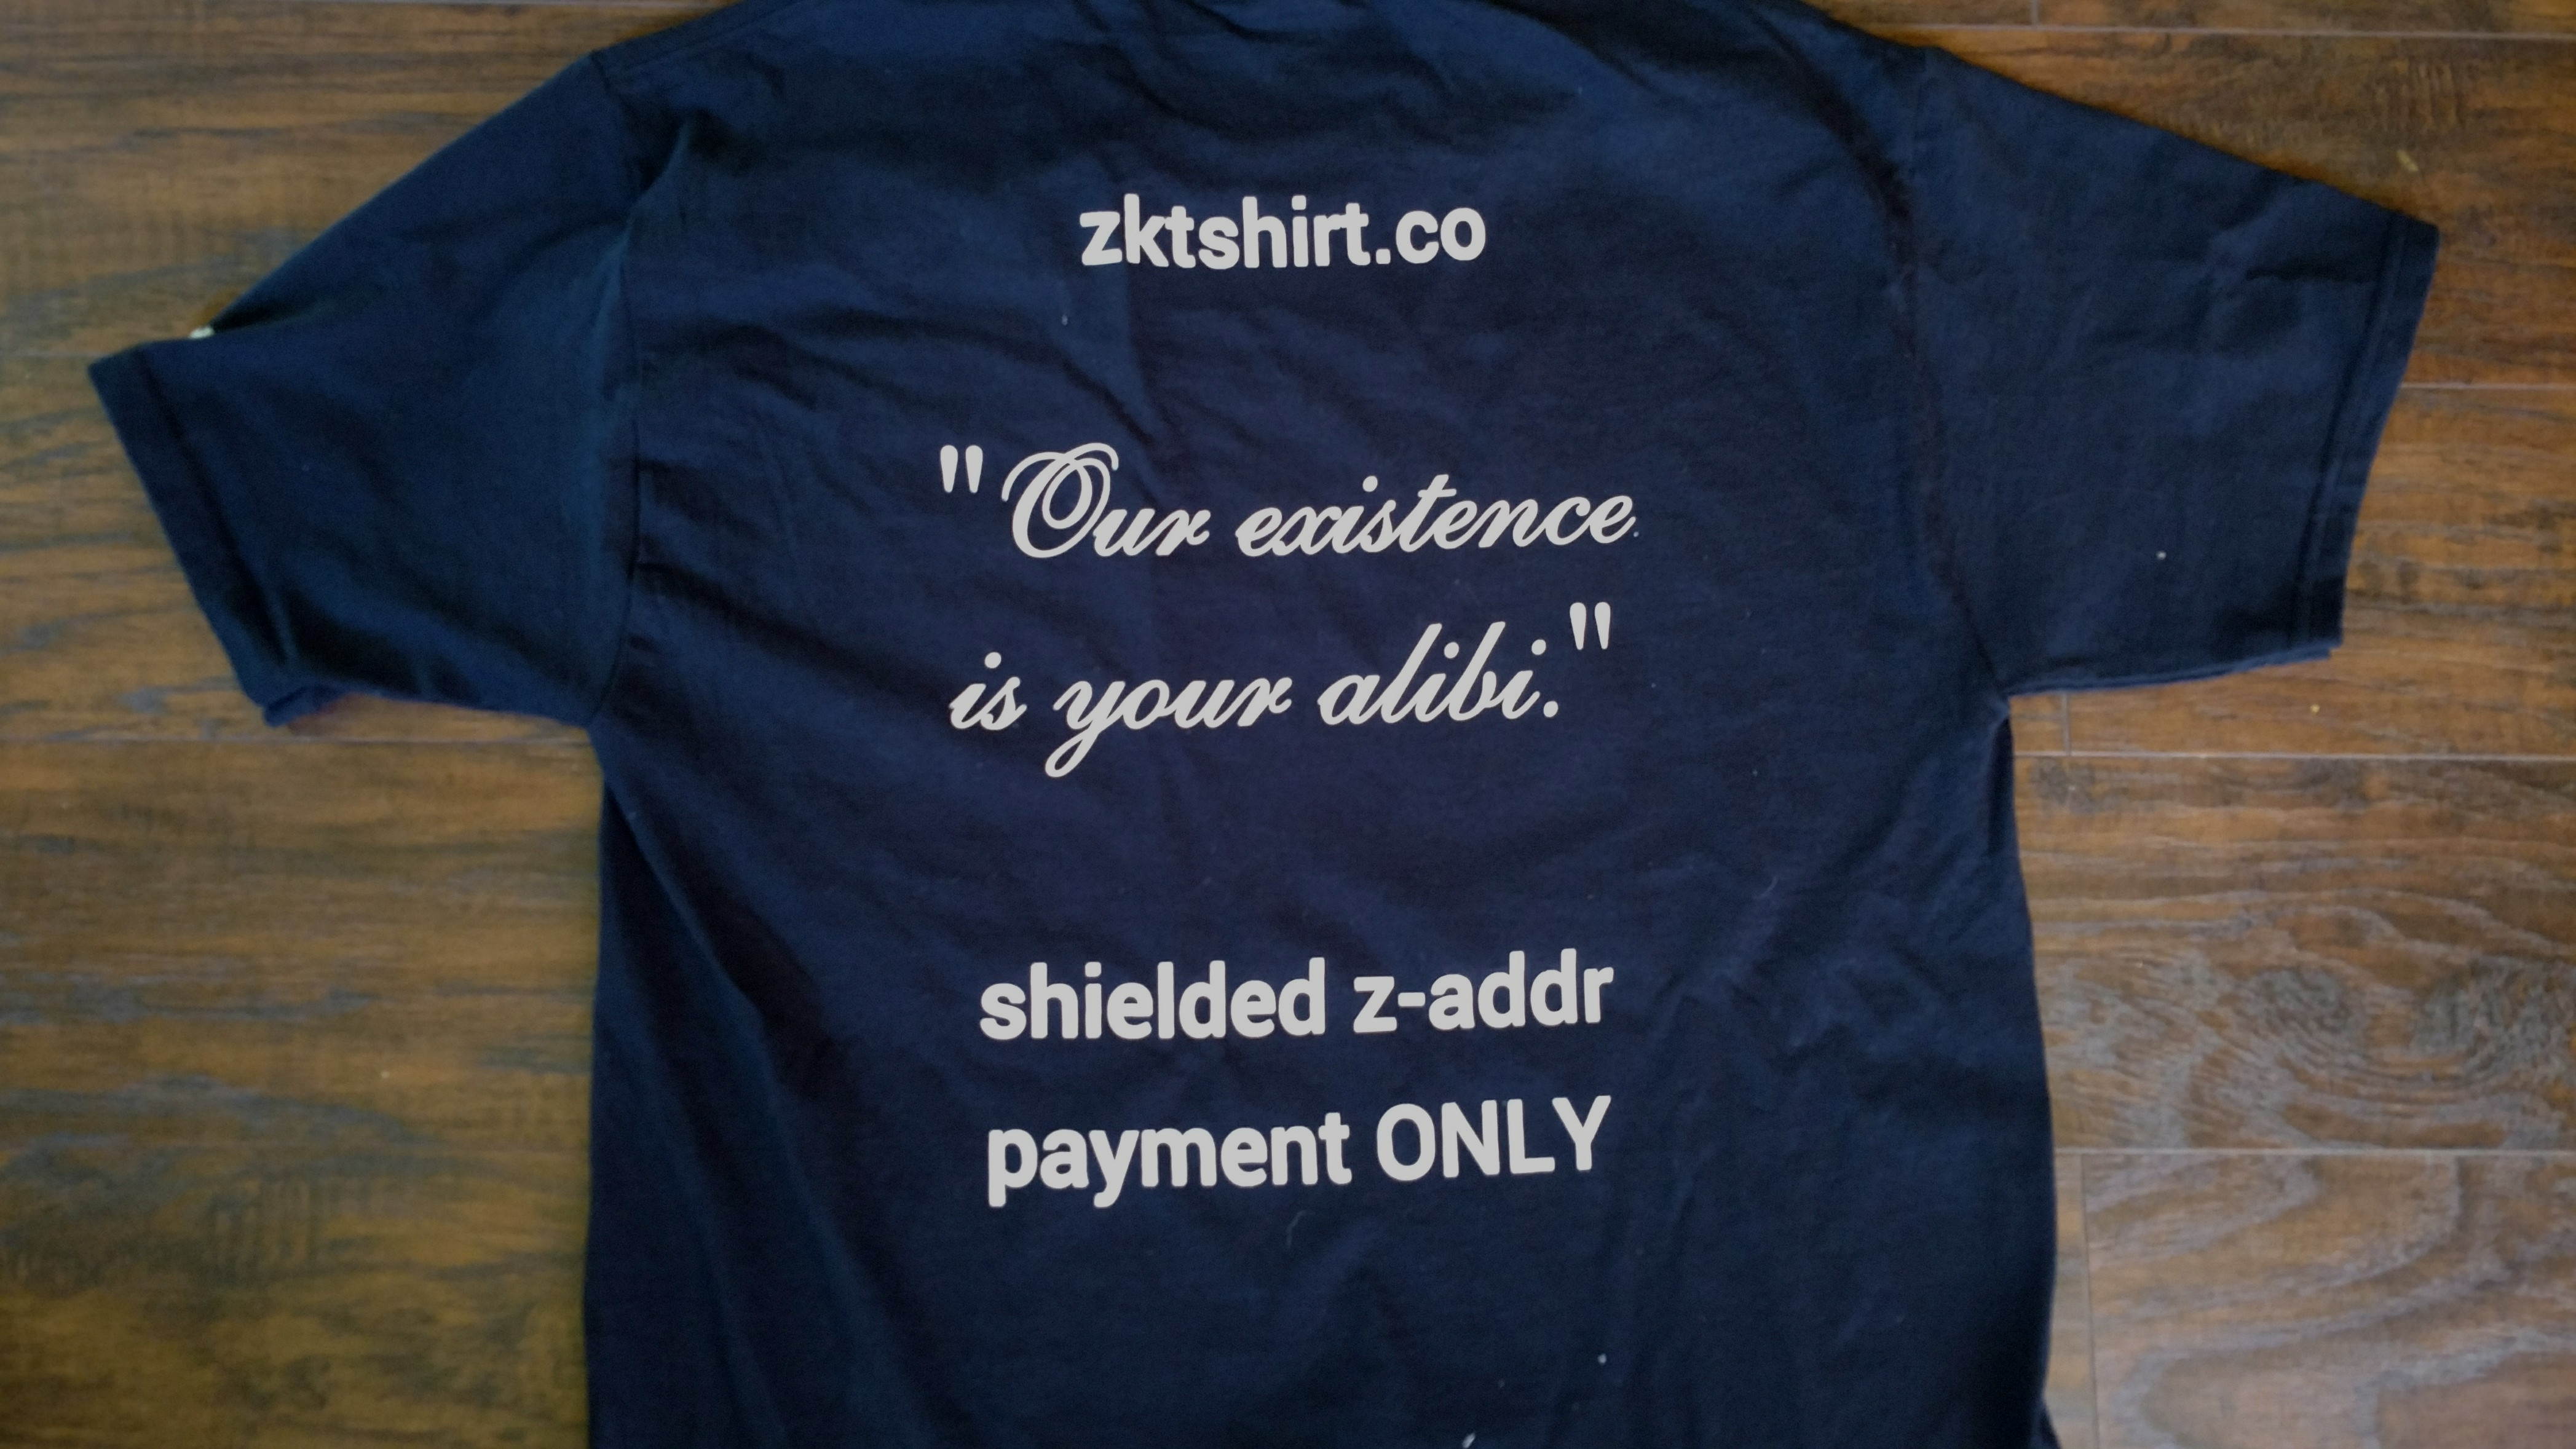 zktshirt.co
"Our existence
is your alibi."
shielded z-addr
payment ONLY